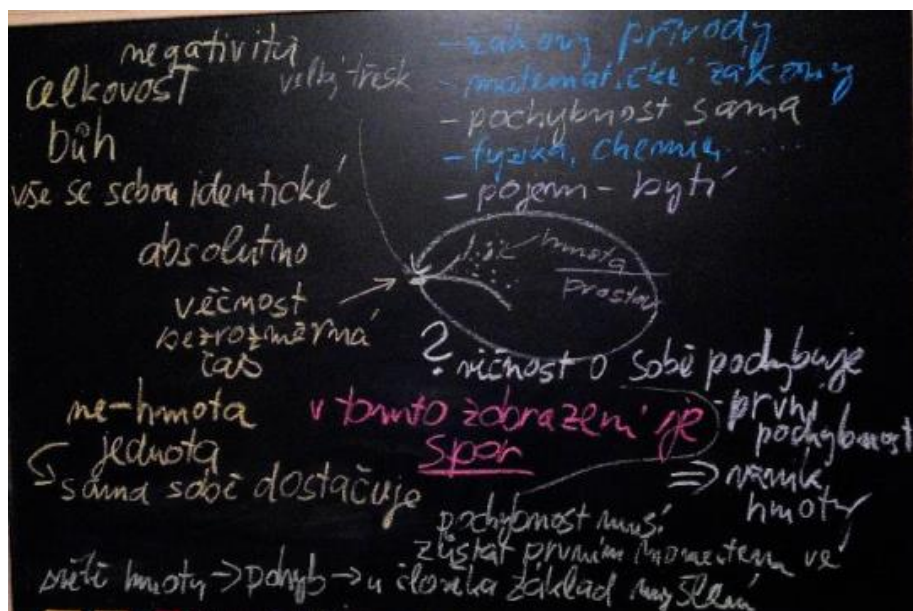 negativita
celkovost
bůh
vše se sebou identické
absolutno
věčnost
bezrozměrná
čas
ne-hmota
jednota
sama sobě dostačuje
velký třesk
- zákony přírody
- matematické zákony
- pochybnost sama
- fyzika, chemie, .....
- pojem - bytí
hmota
prostor
? věčnost o sobě pochybuje
- první
pochybnost
⇒ vznik
hmoty
v tomto zobrazení je
spor
pochybnost musí
zůstat prvním momentem ve
světě hmoty → pohyb → u člověka základ myšlení